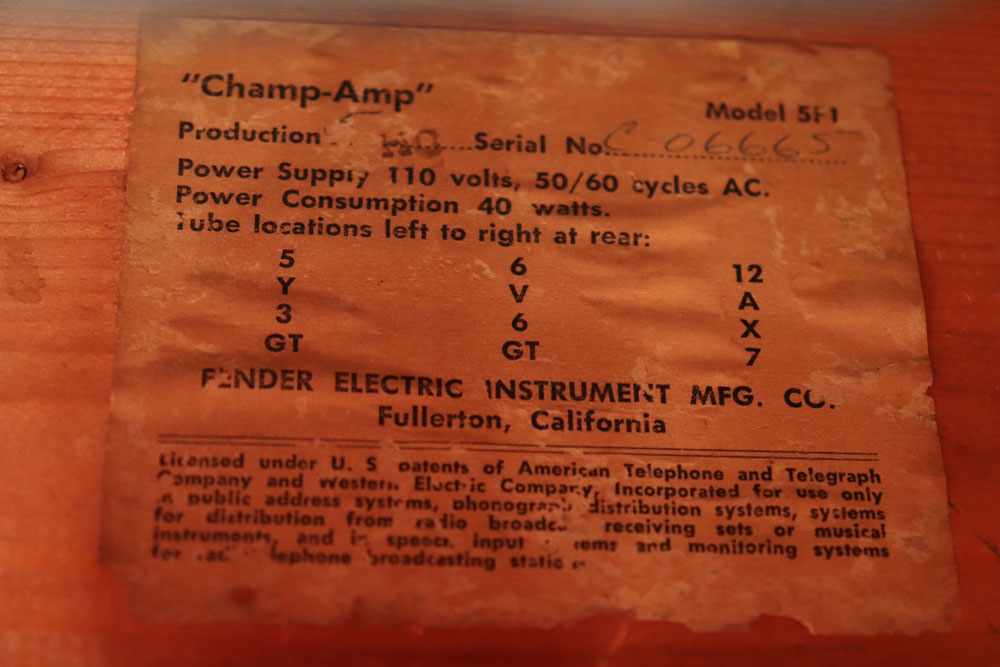 "Champ-Amp"
Model 5F1
Production HQ Serial No. C-06665
Power Supply 110 volts, 50/60 cycles AC.
Power Consumption 40 watts.
Tube locations left to right at rear:
5 6 12
Y V A
3 6 X
GT GT 7
FENDER ELECTRIC INSTRUMENT MFG. CO.
Fullerton, California
Licensed under U. S. patents of American Telephone and Telegraph
Company and Western Electric Company, Incorporated for use only
in public address systems, phonograph distribution systems, systems
for distribution from radio receiving sets or musical
instruments, and in speech input and monitoring systems
for broadcasting